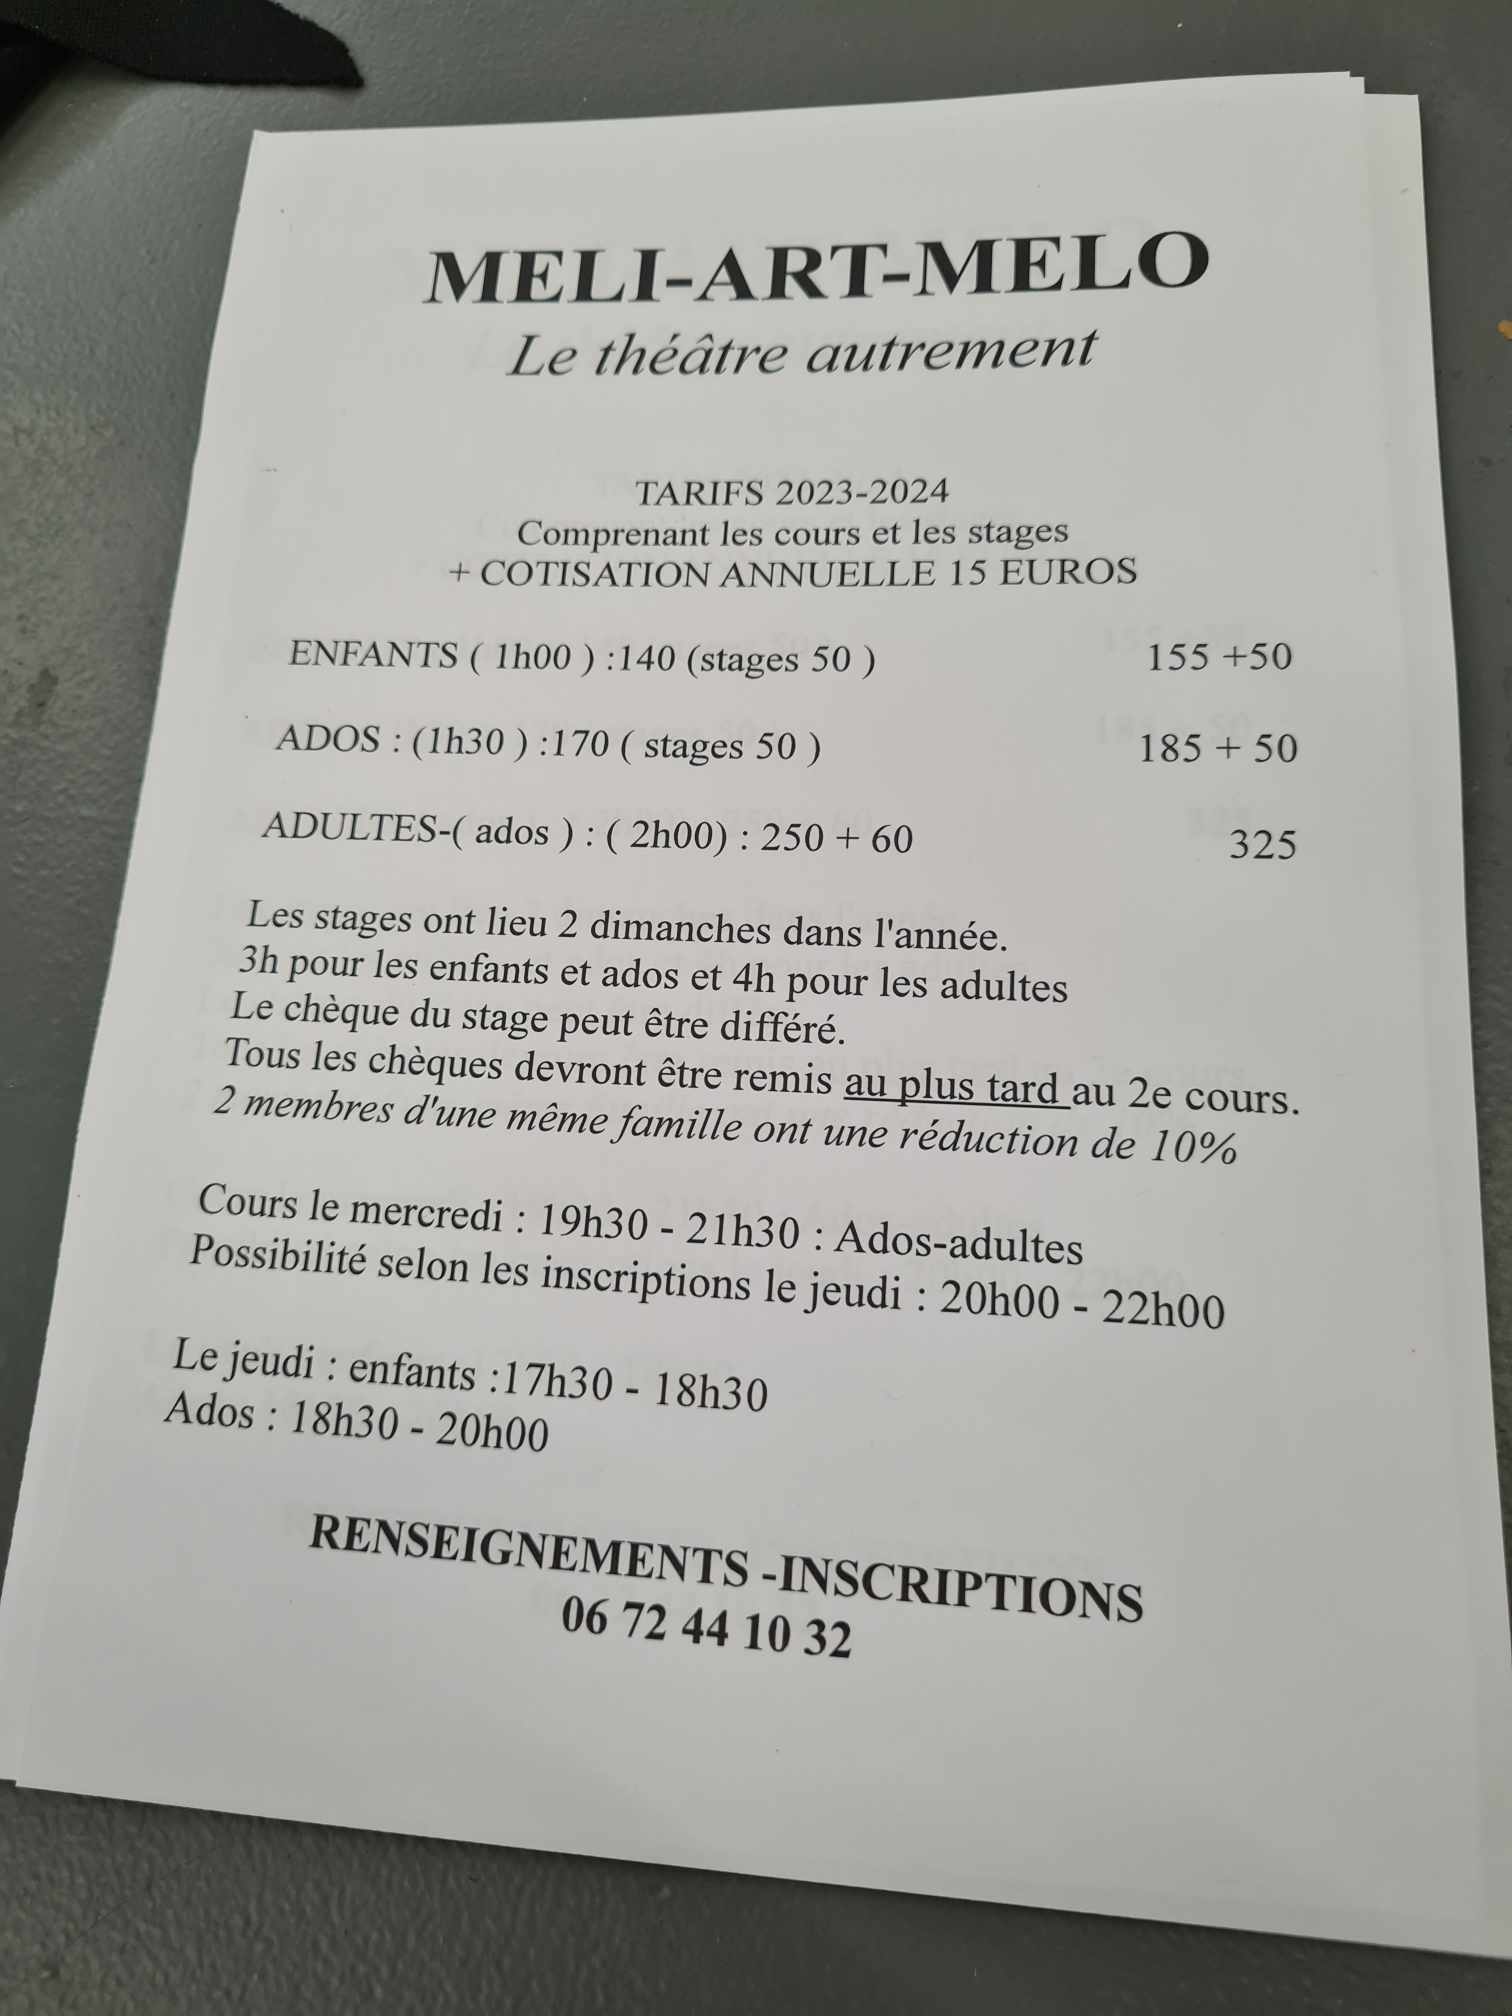 MELI-ART-MELO
Le théâtre autrement
TARIFS 2023-2024
Comprenant les cours et les stages
+ COTISATION ANNUELLE 15 EUROS
ENFANTS ( 1h00 ) :140 (stages 50 ) 155 +50
ADOS : (1h30 ) :170 ( stages 50 ) 185 + 50
ADULTES-( ados ) : ( 2h00) : 250 + 60 325
Les stages ont lieu 2 dimanches dans l'année.
3h pour les enfants et ados et 4h pour les adultes
Le chèque du stage peut être différé.
Tous les chèques devront être remis au plus tard au 2e cours.
2 membres d'une même famille ont une réduction de 10%
Cours le mercredi : 19h30 - 21h30 : Ados-adultes
Possibilité selon les inscriptions le jeudi : 20h00 - 22h00
Le jeudi : enfants :17h30 - 18h30
Ados : 18h30 - 20h00
RENSEIGNEMENTS -INSCRIPTIONS
06 72 44 10 32